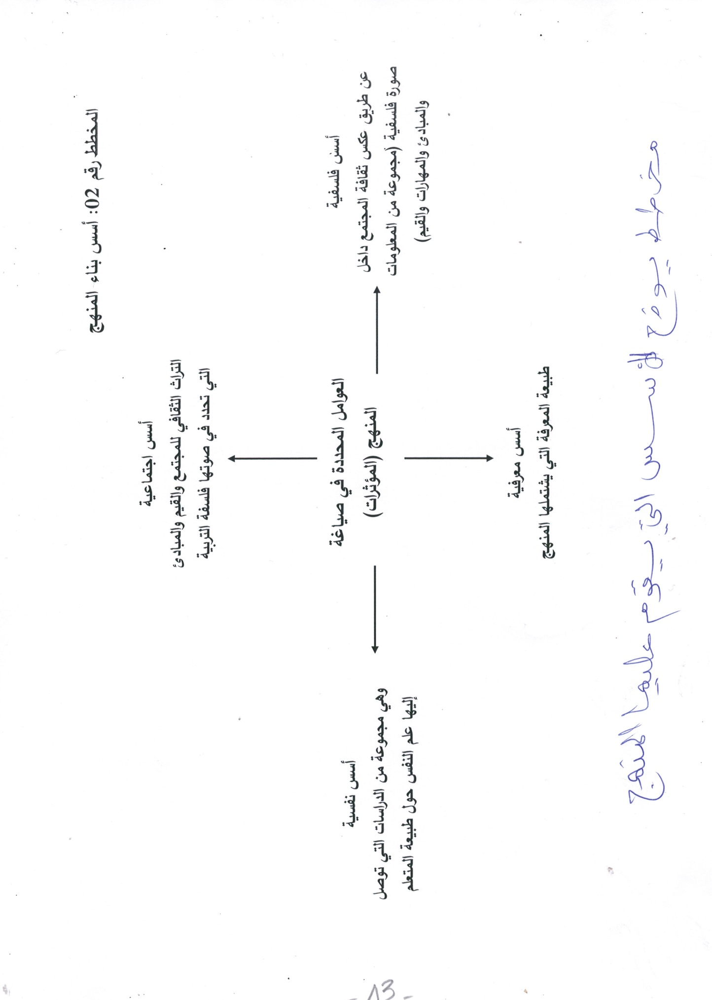 المخطط رقم 02: أسس بناء المنهج
أسس اجتماعية
التراث الثقافي للمجتمع والقيم والمبادئ
التي تحدد في صوتها فلسفة التربية
أسس فلسفية
عن طريق عكس ثقافة المجتمع داخل
صورة فلسفية (مجموعة من المعلومات
والمبادئ والمهارات والقيم)
العوامل المحددة في صياغة
المنهج (المؤثرات)
أسس نفسية
وهي مجموعة من الدراسات التي توصل
إليها علم النفس حول طبيعة المتعلم
أسس معرفية
طبيعة المعرفة التي يشتملها المنهج
مخطط يوضح الأسس التي يقوم عليها المنهج
- 13 -